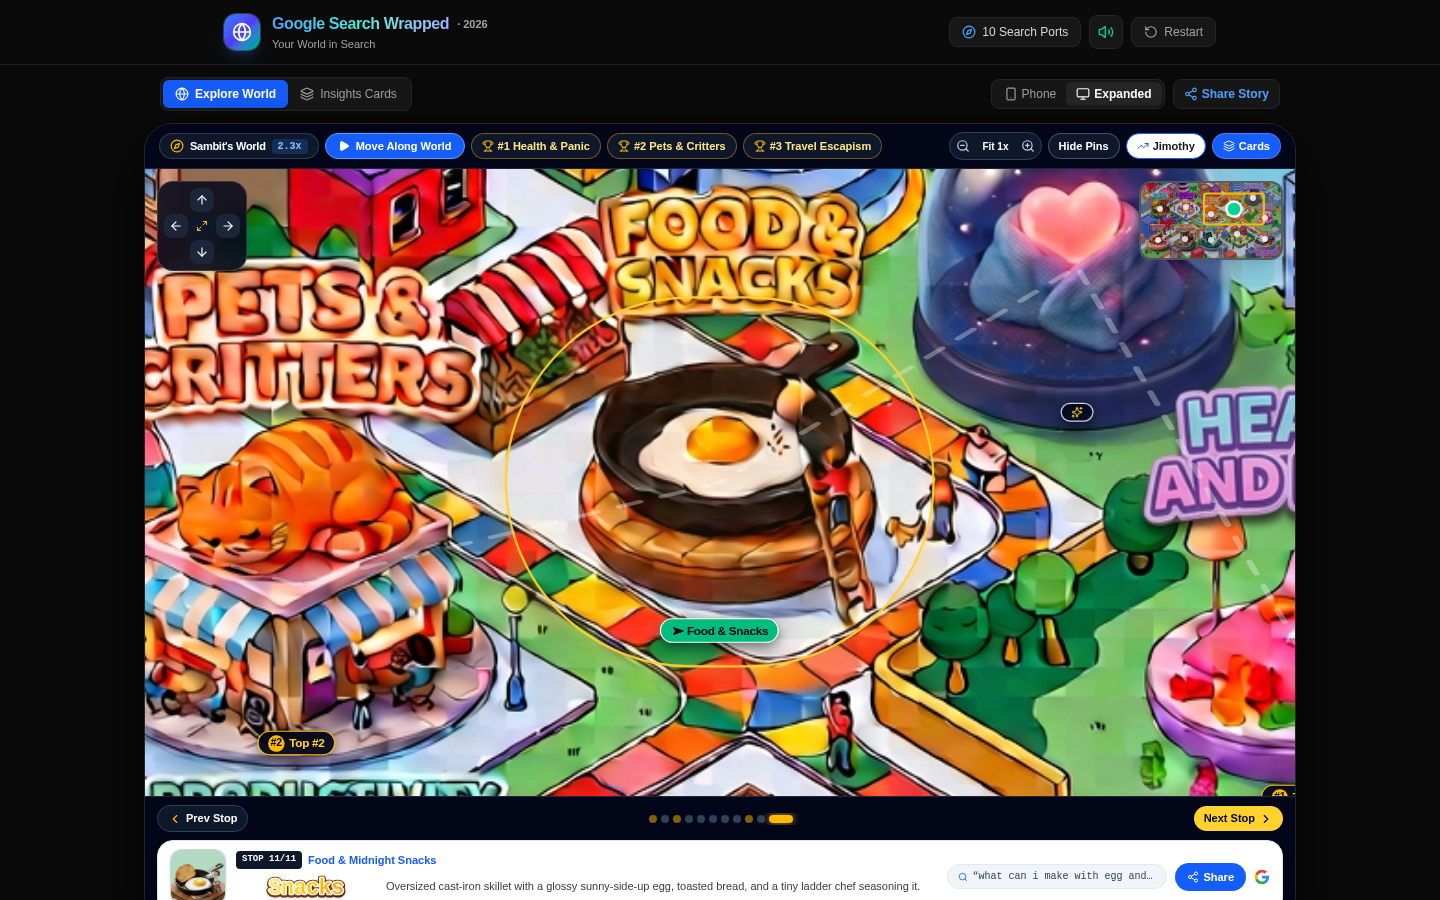 Google Search Wrapped · 2026
Your World in Search
10 Search Ports
Restart
Explore World
Insights Cards
Phone
Expanded
Share Story
Sambit's World 2.3x
Move Along World
#1 Health & Panic
#2 Pets & Critters
#3 Travel Escapism
Fit 1x
Hide Pins
Jimothy
Cards
FOOD &
SNACKS
PETS &
CRITTERS
HEA
AND
Food & Snacks
#2 Top #2
PRODUCTIVITY
#1
Prev Stop
Next Stop
STOP 11/11 Food & Midnight Snacks
Snacks
Oversized cast-iron skillet with a glossy sunny-side-up egg, toasted bread, and a tiny ladder chef seasoning it.
“what can i make with egg and…
Share
G